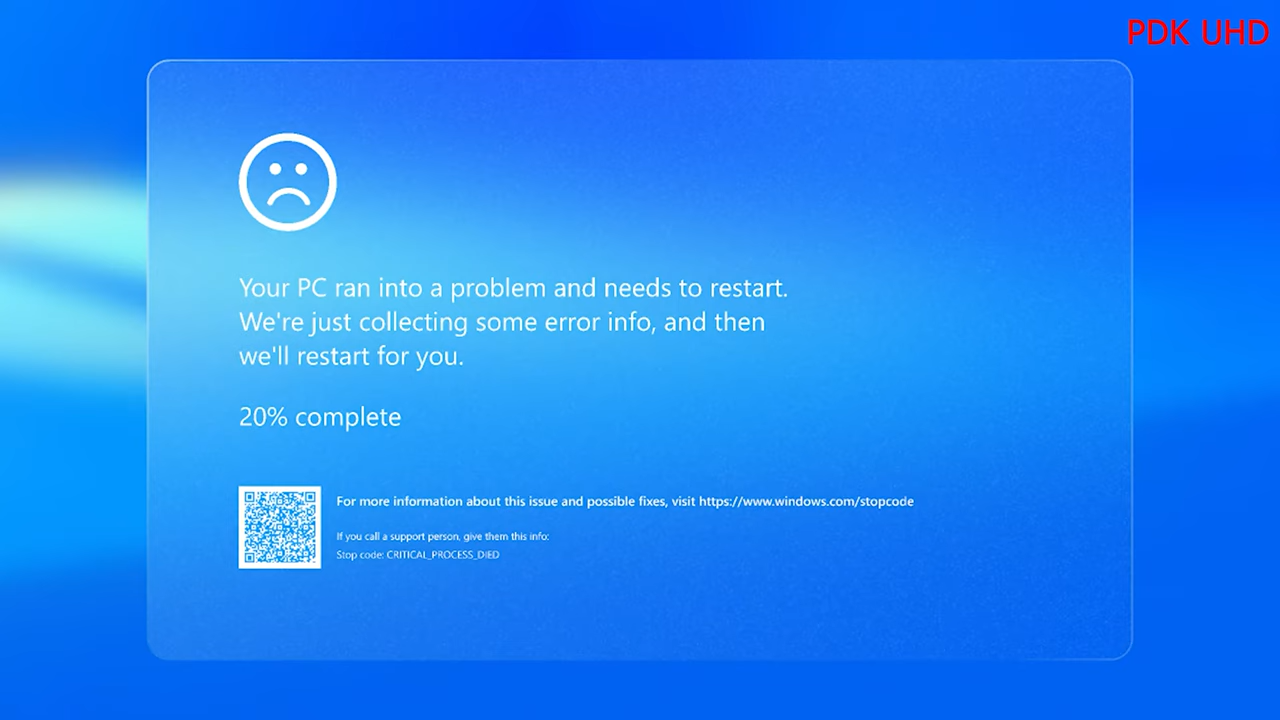 PDK UHD
Your PC ran into a problem and needs to restart.
We're just collecting some error info, and then
we'll restart for you.
20% complete
For more information about this issue and possible fixes, visit https://www.windows.com/stopcode
If you call a support person, give them this info:
Stop code: CRITICAL_PROCESS_DIED